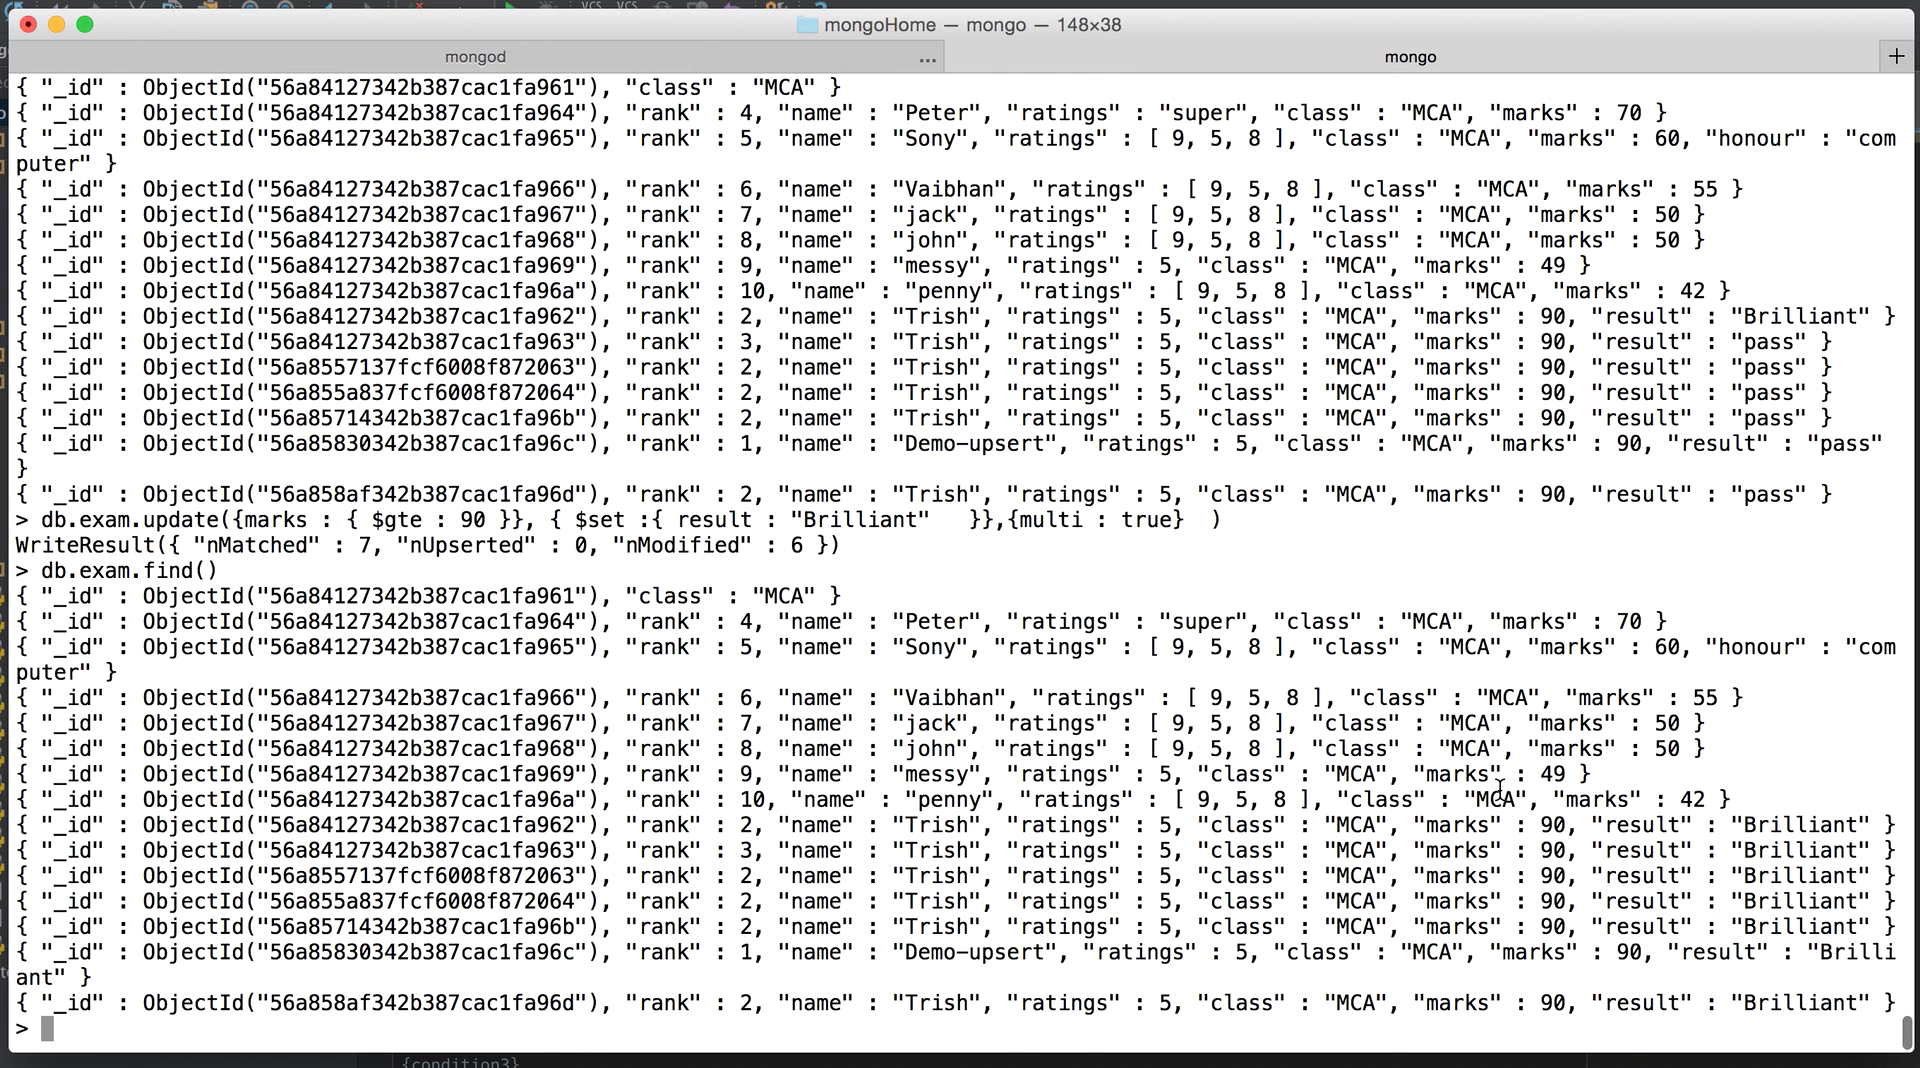 mongoHome — mongo — 148×38
mongod ... mongo +
{ "_id" : ObjectId("56a84127342b387cac1fa961"), "class" : "MCA" }
{ "_id" : ObjectId("56a84127342b387cac1fa964"), "rank" : 4, "name" : "Peter", "ratings" : "super", "class" : "MCA", "marks" : 70 }
{ "_id" : ObjectId("56a84127342b387cac1fa965"), "rank" : 5, "name" : "Sony", "ratings" : [ 9, 5, 8 ], "class" : "MCA", "marks" : 60, "honour" : "com
puter" }
{ "_id" : ObjectId("56a84127342b387cac1fa966"), "rank" : 6, "name" : "Vaibhan", "ratings" : [ 9, 5, 8 ], "class" : "MCA", "marks" : 55 }
{ "_id" : ObjectId("56a84127342b387cac1fa967"), "rank" : 7, "name" : "jack", "ratings" : [ 9, 5, 8 ], "class" : "MCA", "marks" : 50 }
{ "_id" : ObjectId("56a84127342b387cac1fa968"), "rank" : 8, "name" : "john", "ratings" : [ 9, 5, 8 ], "class" : "MCA", "marks" : 50 }
{ "_id" : ObjectId("56a84127342b387cac1fa969"), "rank" : 9, "name" : "messy", "ratings" : 5, "class" : "MCA", "marks" : 49 }
{ "_id" : ObjectId("56a84127342b387cac1fa96a"), "rank" : 10, "name" : "penny", "ratings" : [ 9, 5, 8 ], "class" : "MCA", "marks" : 42 }
{ "_id" : ObjectId("56a84127342b387cac1fa962"), "rank" : 2, "name" : "Trish", "ratings" : 5, "class" : "MCA", "marks" : 90, "result" : "Brilliant" }
{ "_id" : ObjectId("56a84127342b387cac1fa963"), "rank" : 3, "name" : "Trish", "ratings" : 5, "class" : "MCA", "marks" : 90, "result" : "pass" }
{ "_id" : ObjectId("56a8557137fcf6008f872063"), "rank" : 2, "name" : "Trish", "ratings" : 5, "class" : "MCA", "marks" : 90, "result" : "pass" }
{ "_id" : ObjectId("56a855a837fcf6008f872064"), "rank" : 2, "name" : "Trish", "ratings" : 5, "class" : "MCA", "marks" : 90, "result" : "pass" }
{ "_id" : ObjectId("56a85714342b387cac1fa96b"), "rank" : 2, "name" : "Trish", "ratings" : 5, "class" : "MCA", "marks" : 90, "result" : "pass" }
{ "_id" : ObjectId("56a85830342b387cac1fa96c"), "rank" : 1, "name" : "Demo-upsert", "ratings" : 5, "class" : "MCA", "marks" : 90, "result" : "pass"
}
{ "_id" : ObjectId("56a858af342b387cac1fa96d"), "rank" : 2, "name" : "Trish", "ratings" : 5, "class" : "MCA", "marks" : 90, "result" : "pass" }
> db.exam.update({marks : { $gte : 90 }}, { $set :{ result : "Brilliant"   }},{multi : true}  )
WriteResult({ "nMatched" : 7, "nUpserted" : 0, "nModified" : 6 })
> db.exam.find()
{ "_id" : ObjectId("56a84127342b387cac1fa961"), "class" : "MCA" }
{ "_id" : ObjectId("56a84127342b387cac1fa964"), "rank" : 4, "name" : "Peter", "ratings" : "super", "class" : "MCA", "marks" : 70 }
{ "_id" : ObjectId("56a84127342b387cac1fa965"), "rank" : 5, "name" : "Sony", "ratings" : [ 9, 5, 8 ], "class" : "MCA", "marks" : 60, "honour" : "com
puter" }
{ "_id" : ObjectId("56a84127342b387cac1fa966"), "rank" : 6, "name" : "Vaibhan", "ratings" : [ 9, 5, 8 ], "class" : "MCA", "marks" : 55 }
{ "_id" : ObjectId("56a84127342b387cac1fa967"), "rank" : 7, "name" : "jack", "ratings" : [ 9, 5, 8 ], "class" : "MCA", "marks" : 50 }
{ "_id" : ObjectId("56a84127342b387cac1fa968"), "rank" : 8, "name" : "john", "ratings" : [ 9, 5, 8 ], "class" : "MCA", "marks" : 50 }
{ "_id" : ObjectId("56a84127342b387cac1fa969"), "rank" : 9, "name" : "messy", "ratings" : 5, "class" : "MCA", "marks" : 49 }
{ "_id" : ObjectId("56a84127342b387cac1fa96a"), "rank" : 10, "name" : "penny", "ratings" : [ 9, 5, 8 ], "class" : "MCA", "marks" : 42 }
{ "_id" : ObjectId("56a84127342b387cac1fa962"), "rank" : 2, "name" : "Trish", "ratings" : 5, "class" : "MCA", "marks" : 90, "result" : "Brilliant" }
{ "_id" : ObjectId("56a84127342b387cac1fa963"), "rank" : 3, "name" : "Trish", "ratings" : 5, "class" : "MCA", "marks" : 90, "result" : "Brilliant" }
{ "_id" : ObjectId("56a8557137fcf6008f872063"), "rank" : 2, "name" : "Trish", "ratings" : 5, "class" : "MCA", "marks" : 90, "result" : "Brilliant" }
{ "_id" : ObjectId("56a855a837fcf6008f872064"), "rank" : 2, "name" : "Trish", "ratings" : 5, "class" : "MCA", "marks" : 90, "result" : "Brilliant" }
{ "_id" : ObjectId("56a85714342b387cac1fa96b"), "rank" : 2, "name" : "Trish", "ratings" : 5, "class" : "MCA", "marks" : 90, "result" : "Brilliant" }
{ "_id" : ObjectId("56a85830342b387cac1fa96c"), "rank" : 1, "name" : "Demo-upsert", "ratings" : 5, "class" : "MCA", "marks" : 90, "result" : "Brilli
ant" }
{ "_id" : ObjectId("56a858af342b387cac1fa96d"), "rank" : 2, "name" : "Trish", "ratings" : 5, "class" : "MCA", "marks" : 90, "result" : "Brilliant" }
>
{condition3}